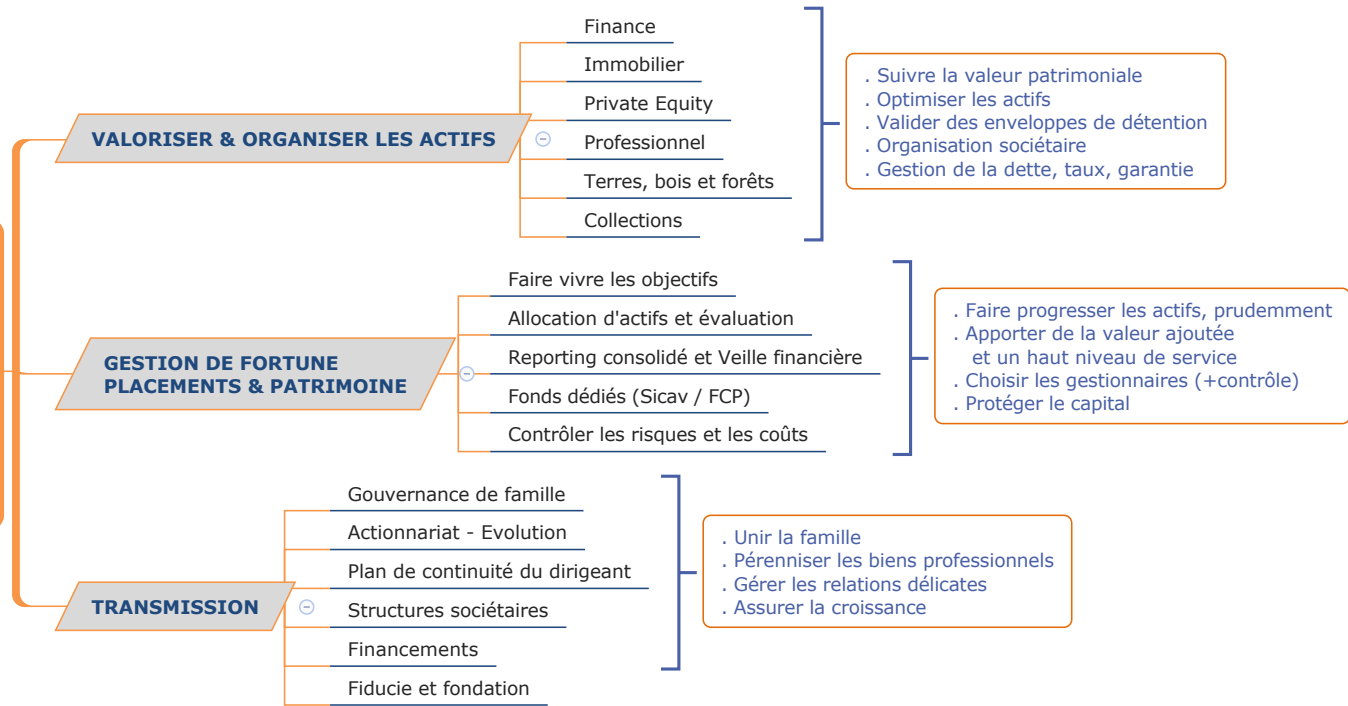 VALORISER & ORGANISER LES ACTIFS
Finance
Immobilier
Private Equity
Professionnel
Terres, bois et forêts
Collections
. Suivre la valeur patrimoniale
. Optimiser les actifs
. Valider des enveloppes de détention
. Organisation sociétaire
. Gestion de la dette, taux, garantie
GESTION DE FORTUNE
PLACEMENTS & PATRIMOINE
Faire vivre les objectifs
Allocation d'actifs et évaluation
Reporting consolidé et Veille financière
Fonds dédiés (Sicav / FCP)
Contrôler les risques et les coûts
. Faire progresser les actifs, prudemment
. Apporter de la valeur ajoutée
et un haut niveau de service
. Choisir les gestionnaires (+contrôle)
. Protéger le capital
TRANSMISSION
Gouvernance de famille
Actionnariat - Evolution
Plan de continuité du dirigeant
Structures sociétaires
Financements
Fiducie et fondation
. Unir la famille
. Pérenniser les biens professionnels
. Gérer les relations délicates
. Assurer la croissance